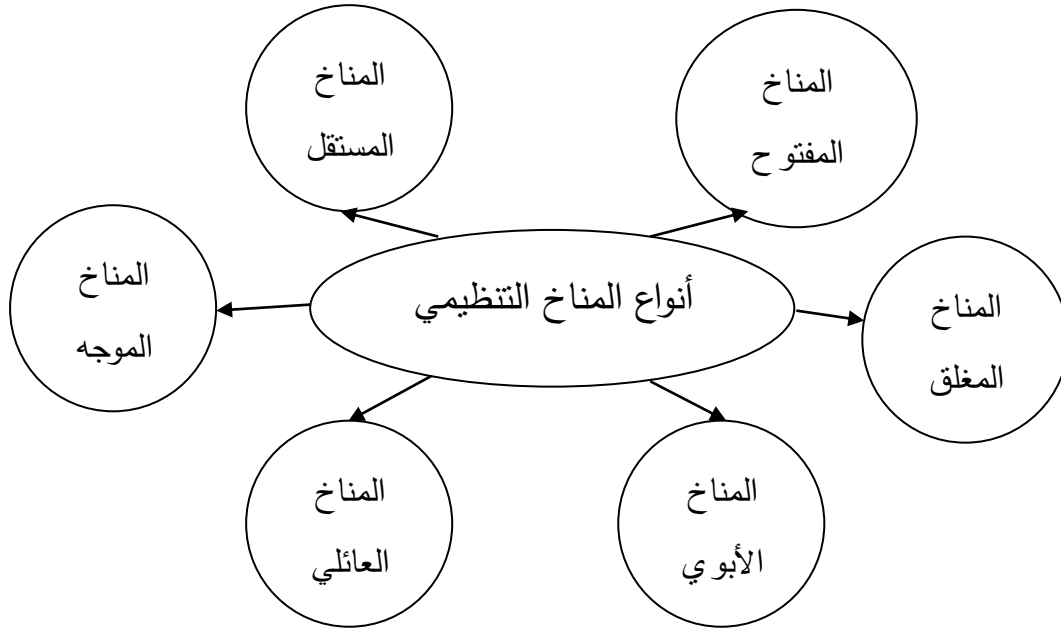 المناخ
المفتوح
المناخ
المستقل
أنواع المناخ التنظيمي
المناخ
المغلق
المناخ
الموجه
المناخ
الأبوي
المناخ
العائلي